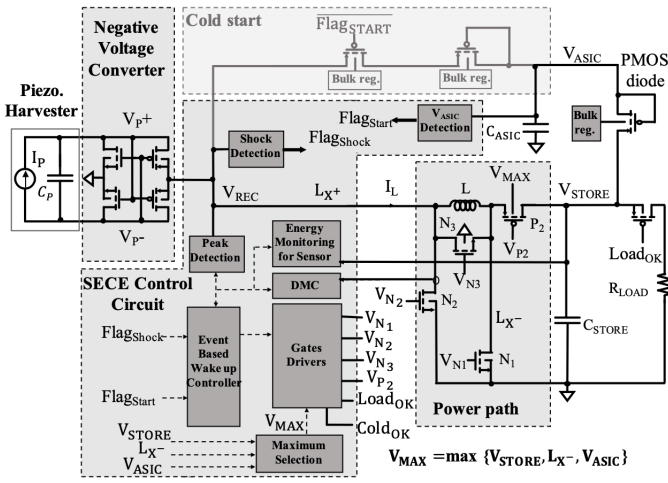 Cold start
Flag_START
Bulk reg.
Bulk reg.
Negative
Voltage
Converter
V_ASIC
PMOS
diode
Piezo.
Harvester
V_P+
Flag_Start
V_ASIC
Detection
C_ASIC
Bulk
reg.
Shock
Detection
Flag_Shock
I_P
C_P
V_MAX
V_REC
L_X+
I_L
L
V_STORE
P_2
N_3
V_P2
V_P-
Peak
Detection
Energy
Monitoring
for Sensor
V_N3
Load_OK
SECE Control
Circuit
DMC
V_N2
N_2
R_LOAD
L_X-
C_STORE
Flag_Shock
Event
Based
Wake up
Controller
Gates
Drivers
V_N1
V_N2
V_N3
V_P2
Load_OK
Cold_OK
V_N1
N_1
Flag_Start
V_MAX
Power path
V_STORE
L_X-
V_ASIC
Maximum
Selection
V_MAX = max {V_STORE, L_X-, V_ASIC}